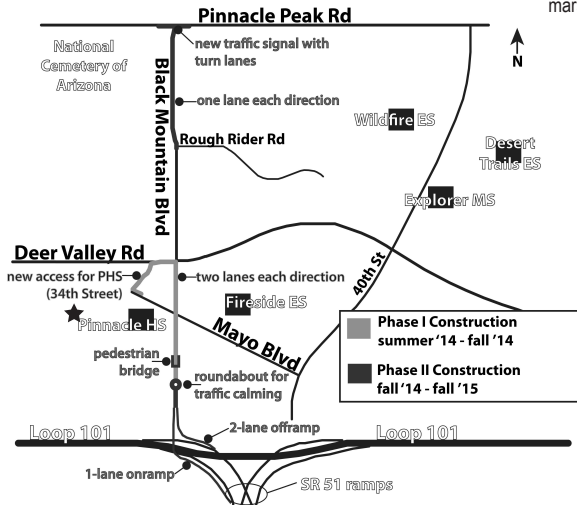 mar
Pinnacle Peak Rd
National
Cemetery of
Arizona
new traffic signal with
turn lanes
N
Black Mountain Blvd
one lane each direction
Wildfire ES
Rough Rider Rd
Desert
Trails ES
Explorer MS
Deer Valley Rd
new access for PHS
(34th Street)
two lanes each direction
40th St
Fireside ES
Pinnacle HS
Mayo Blvd
Phase I Construction
summer '14 - fall '14
Phase II Construction
fall '14 - fall '15
pedestrian
bridge
roundabout for
traffic calming
2-lane offramp
Loop 101
Loop 101
1-lane onramp
SR 51 ramps